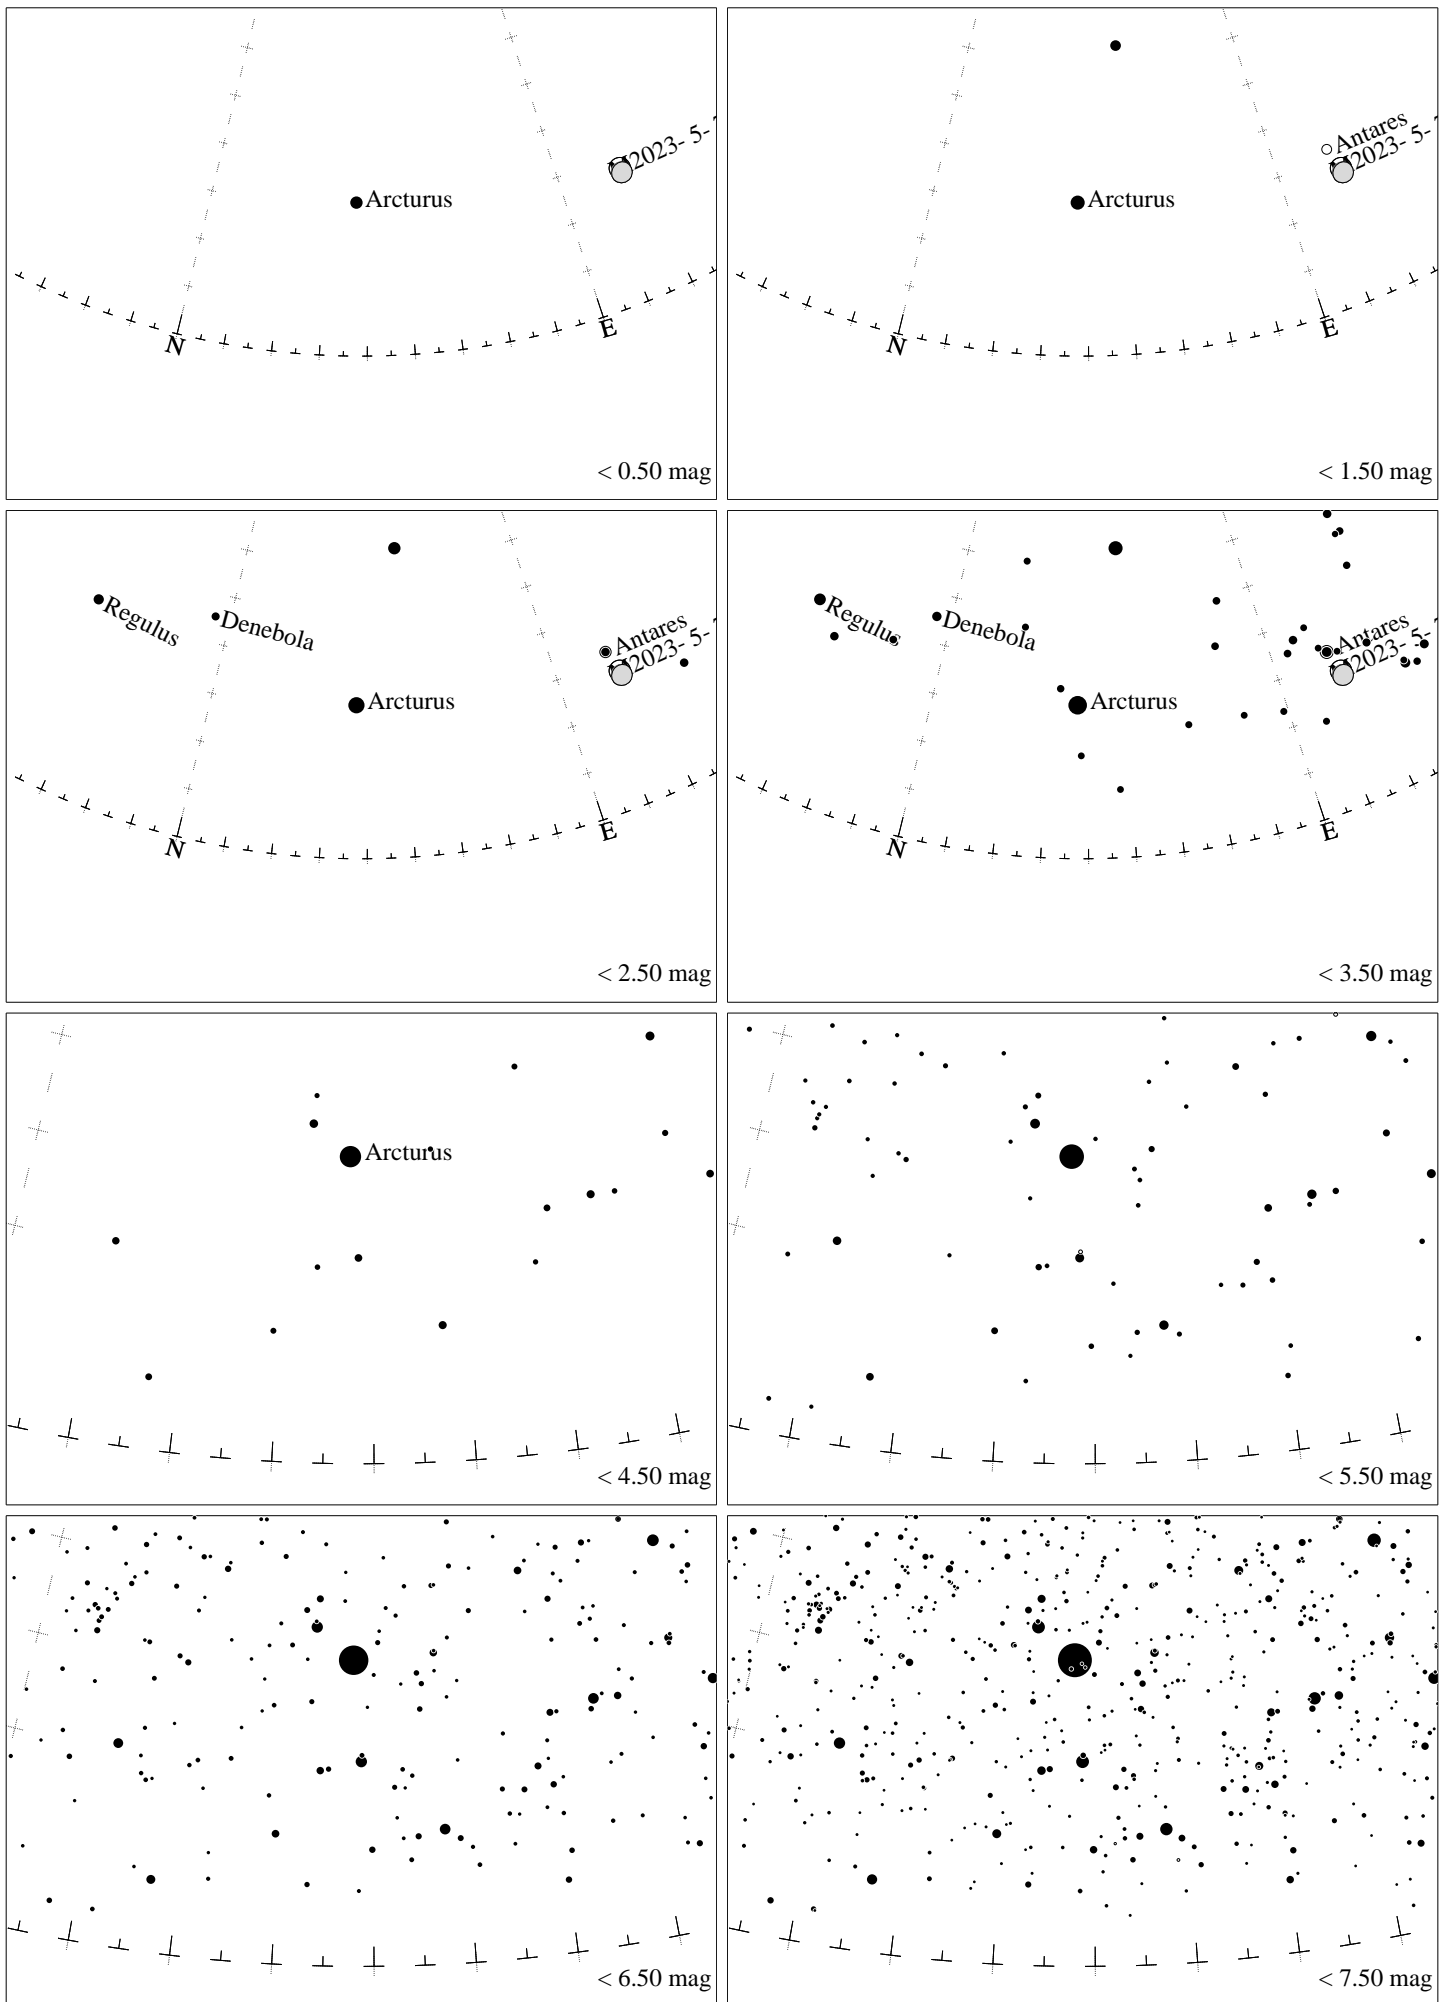 2023- 5-
Arcturus
N
E
< 0.50 mag
Antares
2023- 5-
Arcturus
N
E
< 1.50 mag
Regulus
Denebola
Antares
2023- 5-
Arcturus
N
E
< 2.50 mag
Regulus
Denebola
Antares
2023- 5-
Arcturus
N
E
< 3.50 mag
Arcturus
< 4.50 mag
< 5.50 mag
< 6.50 mag
< 7.50 mag